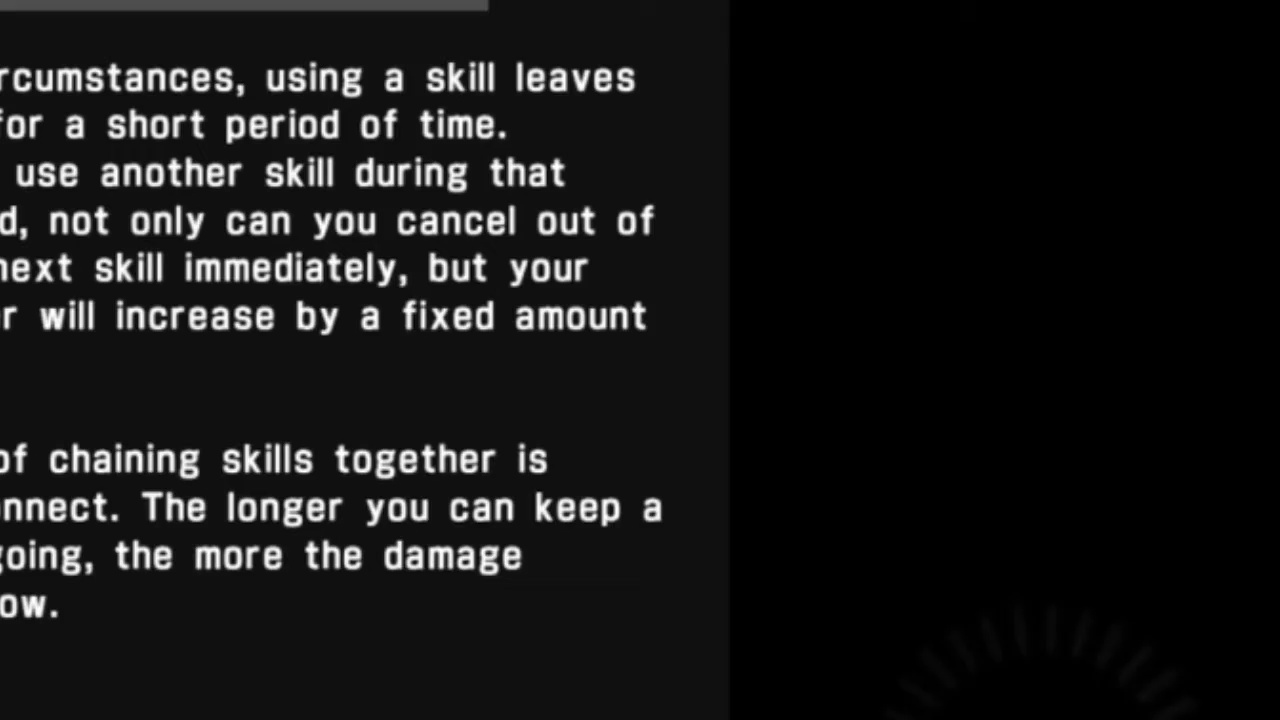 rcumstances, using a skill leaves
for a short period of time.
use another skill during that
d, not only can you cancel out of
next skill immediately, but your
r will increase by a fixed amount
of chaining skills together is
nnect. The longer you can keep a
going, the more the damage
ow.